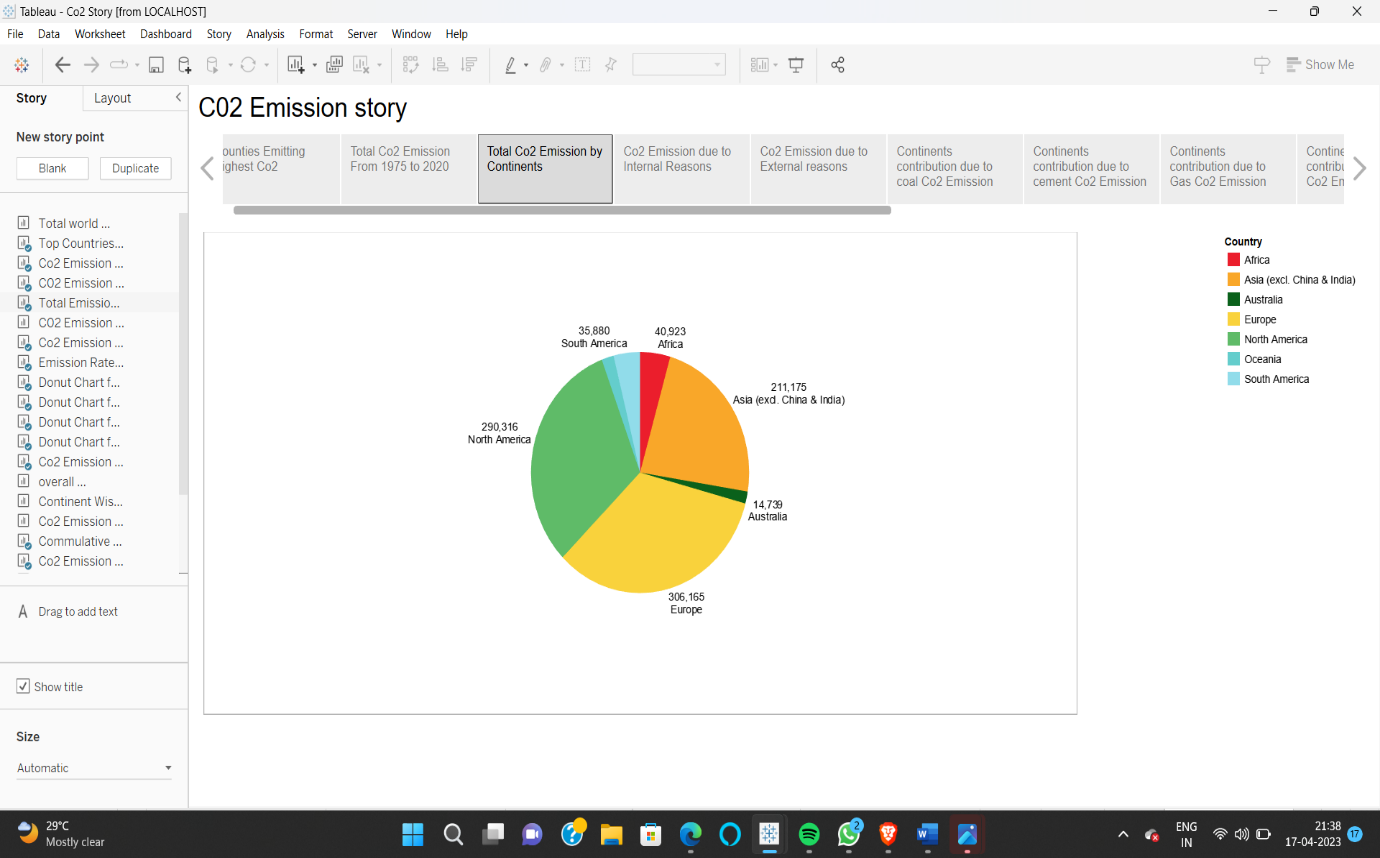 Tableau - Co2 Story [from LOCALHOST]
File Data Worksheet Dashboard Story Analysis Format Server Window Help
Show Me
Story Layout
New story point
Blank Duplicate
Total world ...
Top Countries...
Co2 Emission ...
CO2 Emission ...
Total Emissio...
CO2 Emission ...
Co2 Emission ...
Emission Rate...
Donut Chart f...
Donut Chart f...
Donut Chart f...
Donut Chart f...
Co2 Emission ...
overall ...
Continent Wis...
Co2 Emission ...
Commulative ...
Co2 Emission ...
Drag to add text
Show title
Size
Automatic
C02 Emission story
ounties Emitting
ighest Co2
Total Co2 Emission
From 1975 to 2020
Total Co2 Emission by
Continents
Co2 Emission due to
Internal Reasons
Co2 Emission due to
External reasons
Continents
contribution due to
coal Co2 Emission
Continents
contribution due to
cement Co2 Emission
Continents
contribution due to
Gas Co2 Emission
Contine
contribu
Co2 En
35,880
South America
40,923
Africa
211,175
Asia (excl. China & India)
290,316
North America
14,739
Australia
306,165
Europe
Country
Africa
Asia (excl. China & India)
Australia
Europe
North America
Oceania
South America
29°C
Mostly clear
2
ENG
IN
21:38
17-04-2023
17